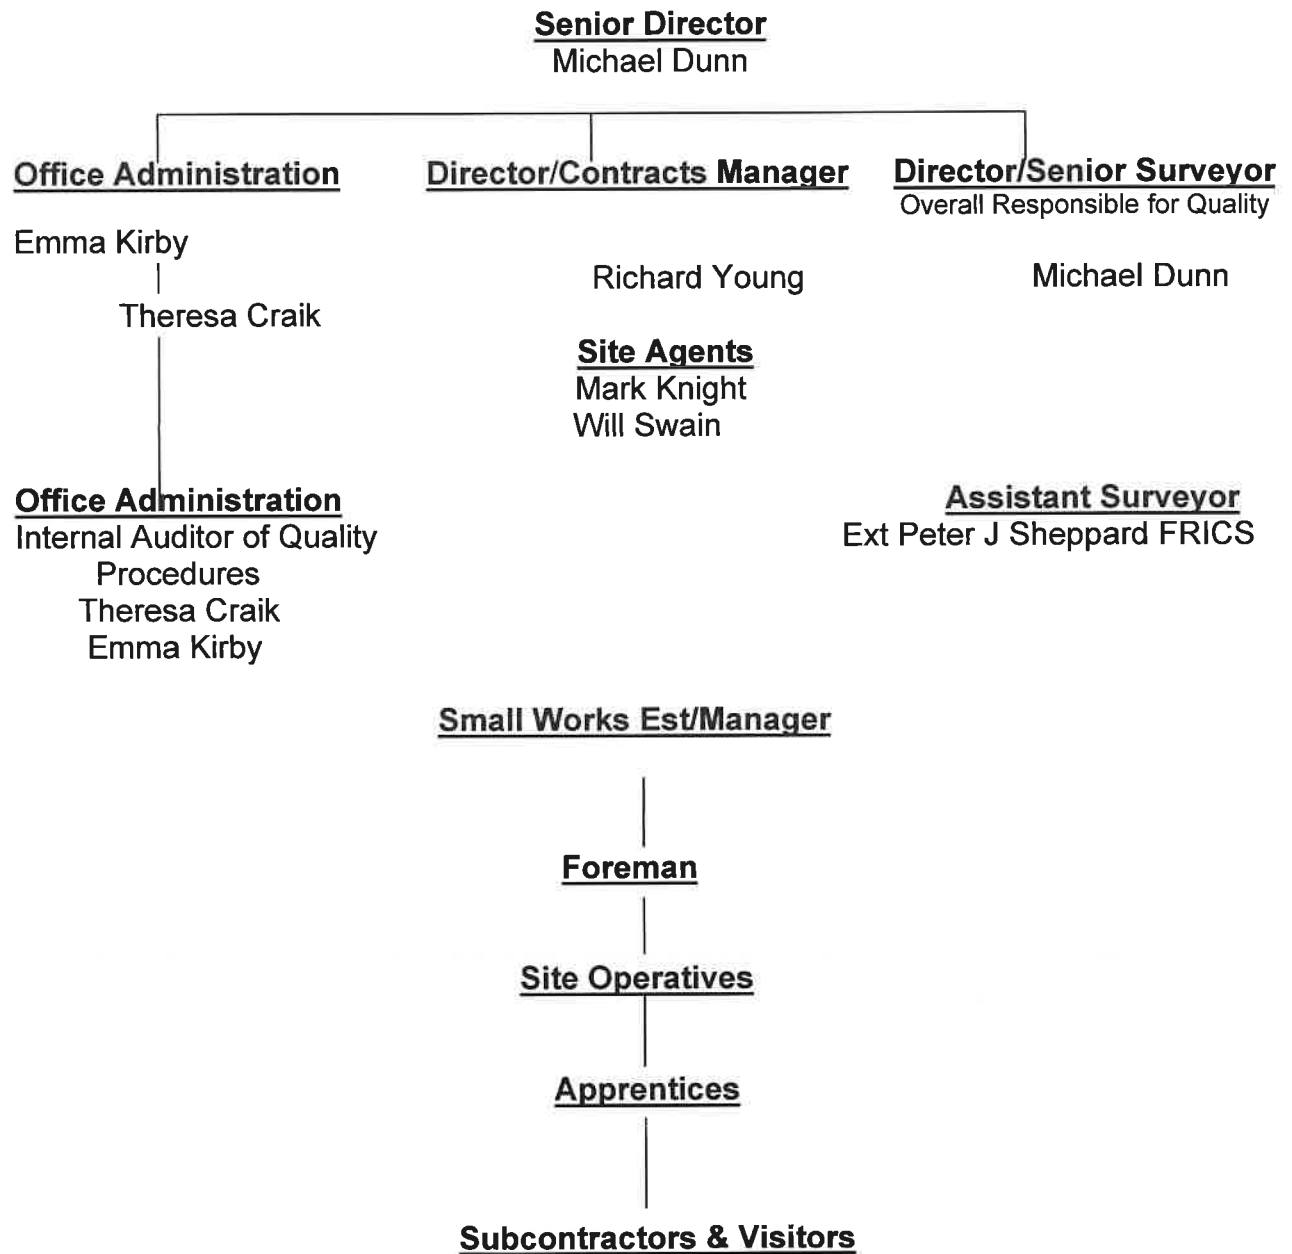 Senior Director
Michael Dunn
Office Administration
Director/Contracts Manager
Director/Senior Surveyor
Overall Responsible for Quality
Emma Kirby
Richard Young
Michael Dunn
Theresa Craik
Site Agents
Mark Knight
Will Swain
Office Administration
Internal Auditor of Quality
Procedures
Theresa Craik
Emma Kirby
Assistant Surveyor
Ext Peter J Sheppard FRICS
Small Works Est/Manager
Foreman
Site Operatives
Apprentices
Subcontractors & Visitors